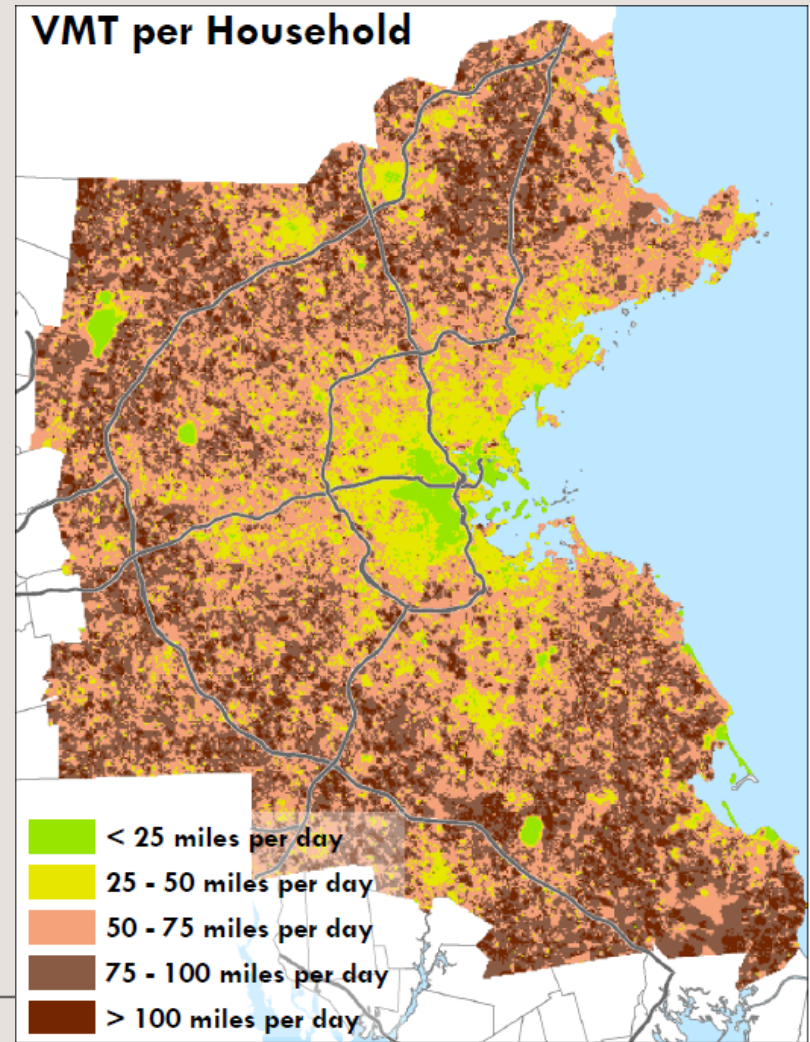 VMT per Household
< 25 miles per day
25 - 50 miles per day
50 - 75 miles per day
75 - 100 miles per day
> 100 miles per day